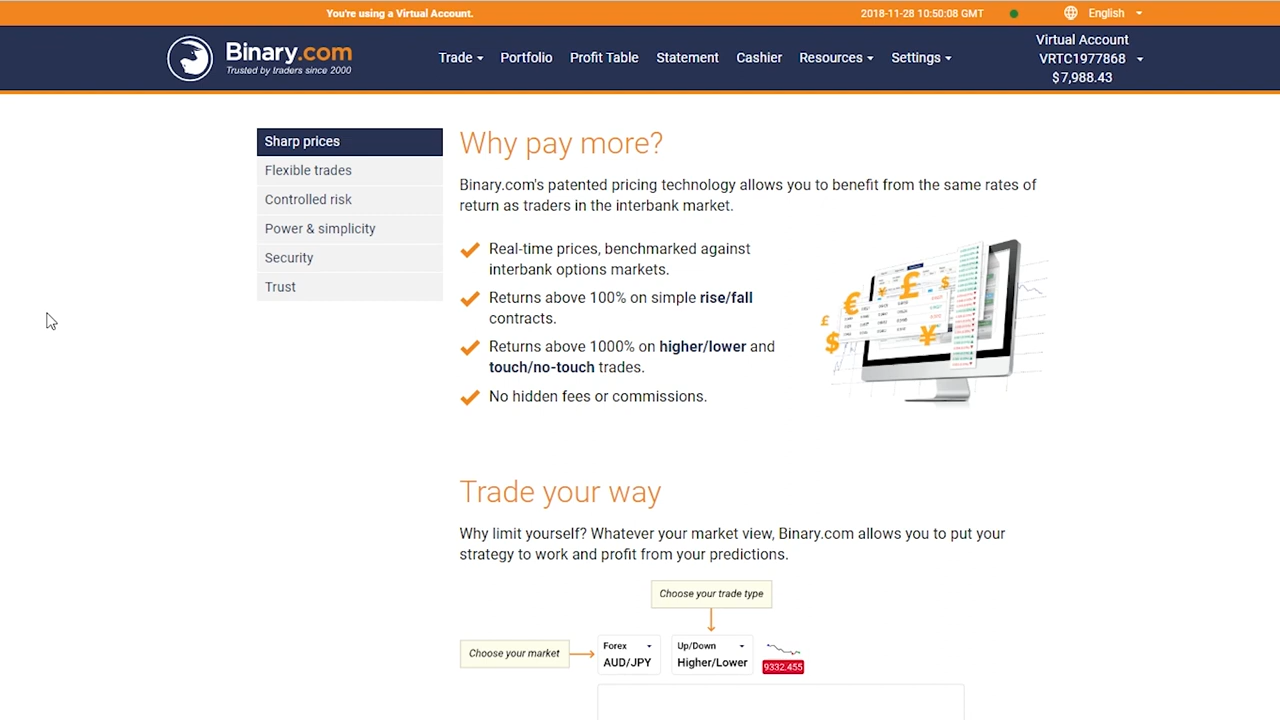 You're using a Virtual Account.
2018-11-28 10:50:08 GMT
English
Binary.com
Trusted by traders since 2000
Trade
Portfolio
Profit Table
Statement
Cashier
Resources
Settings
Virtual Account
VRTC1977868
$7,988.43
Sharp prices
Flexible trades
Controlled risk
Power & simplicity
Security
Trust
Why pay more?
Binary.com's patented pricing technology allows you to benefit from the same rates of
return as traders in the interbank market.
Real-time prices, benchmarked against
interbank options markets.
Returns above 100% on simple rise/fall
contracts.
Returns above 1000% on higher/lower and
touch/no-touch trades.
No hidden fees or commissions.
Trade your way
Why limit yourself? Whatever your market view, Binary.com allows you to put your
strategy to work and profit from your predictions.
Choose your trade type
Choose your market
Forex
AUD/JPY
Up/Down
Higher/Lower
9332.455